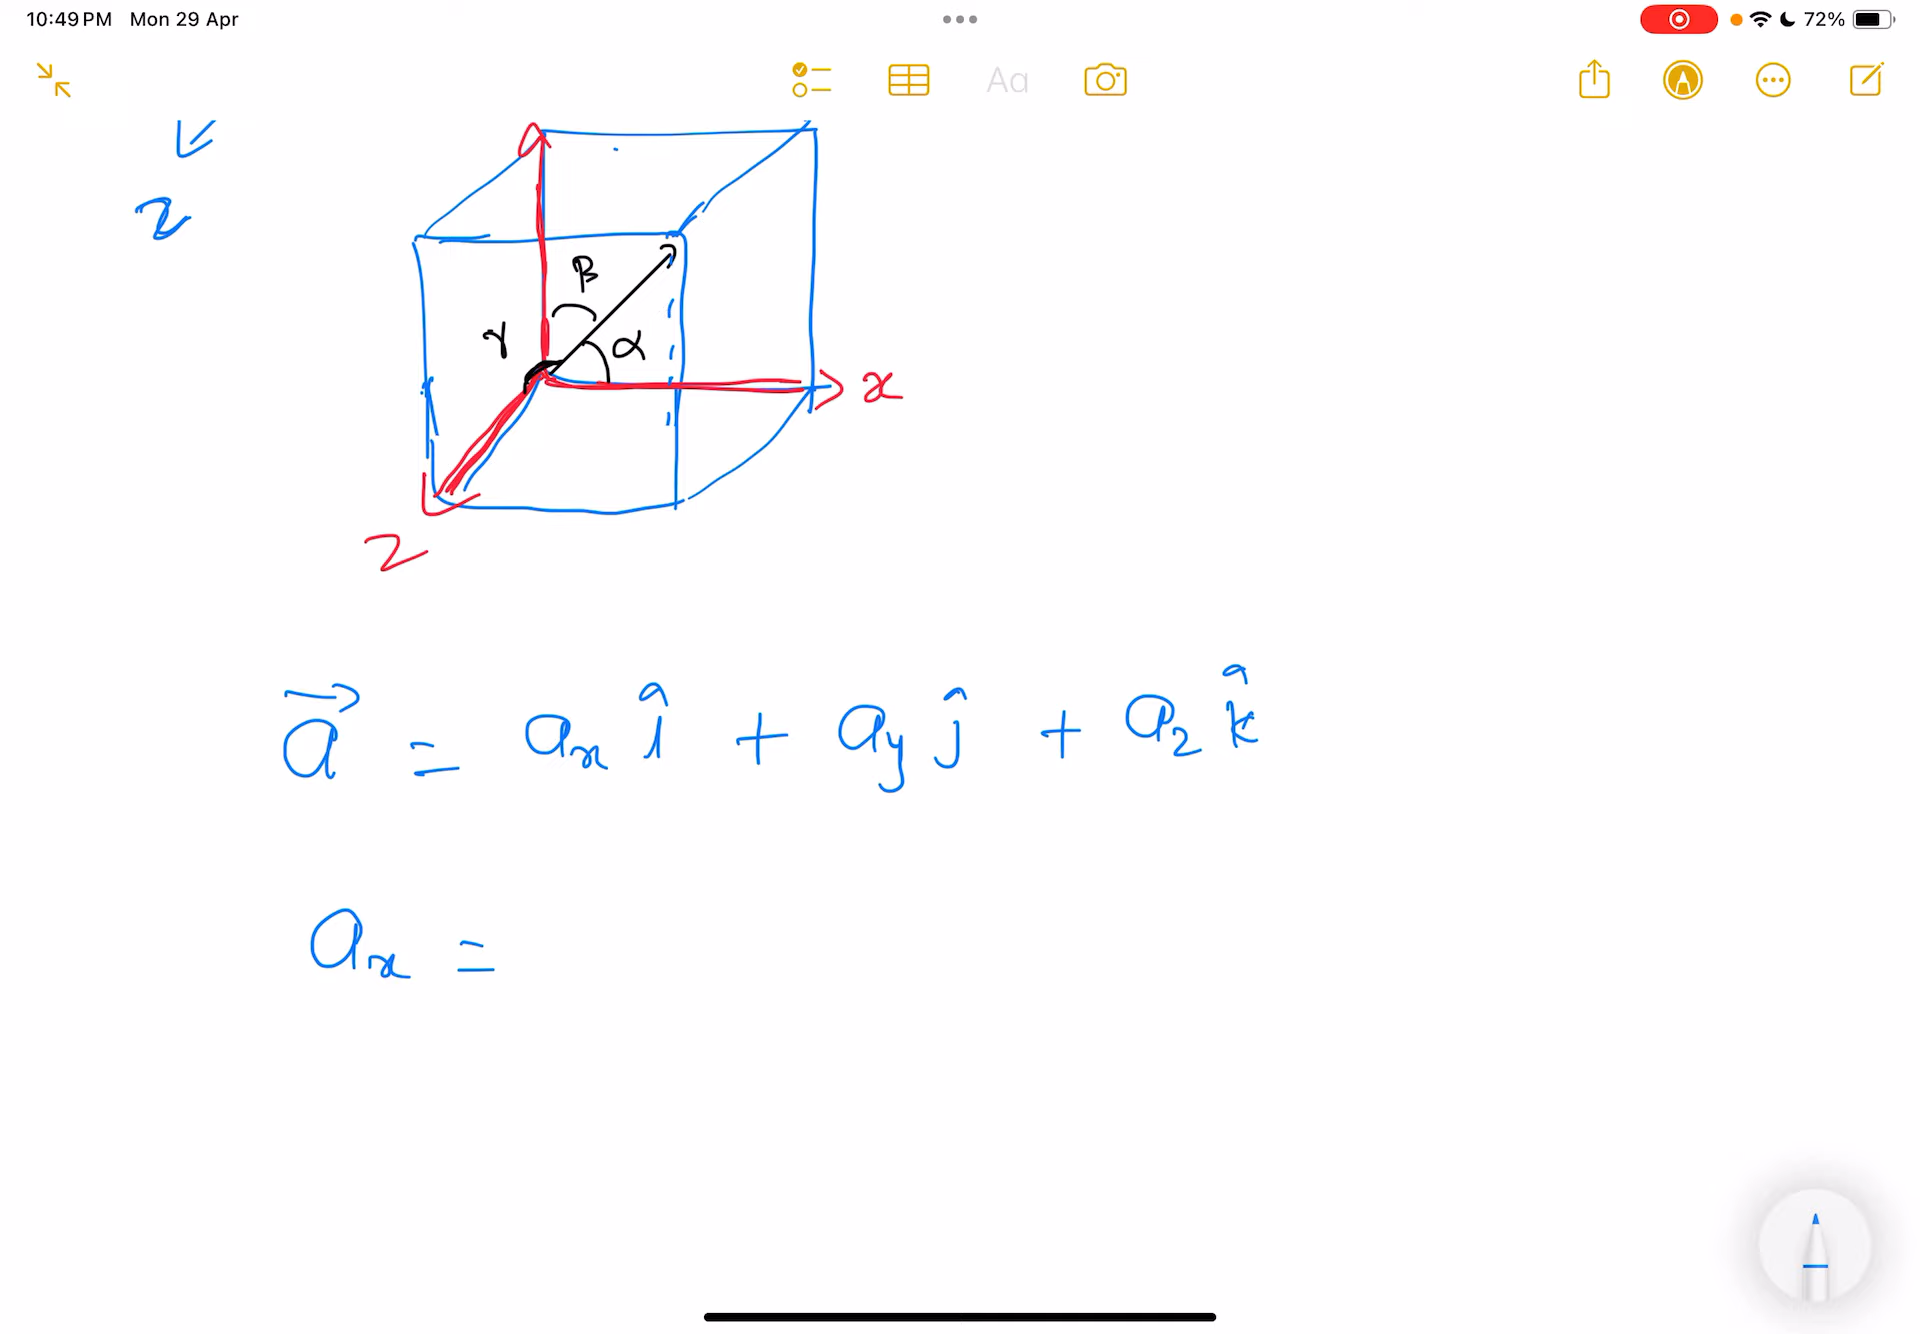 10:49 PM Mon 29 Apr
72%
Aa
z
β
γ α
x
z
a⃗ = aₓ î + a_y ĵ + a_z k̂
aₓ =